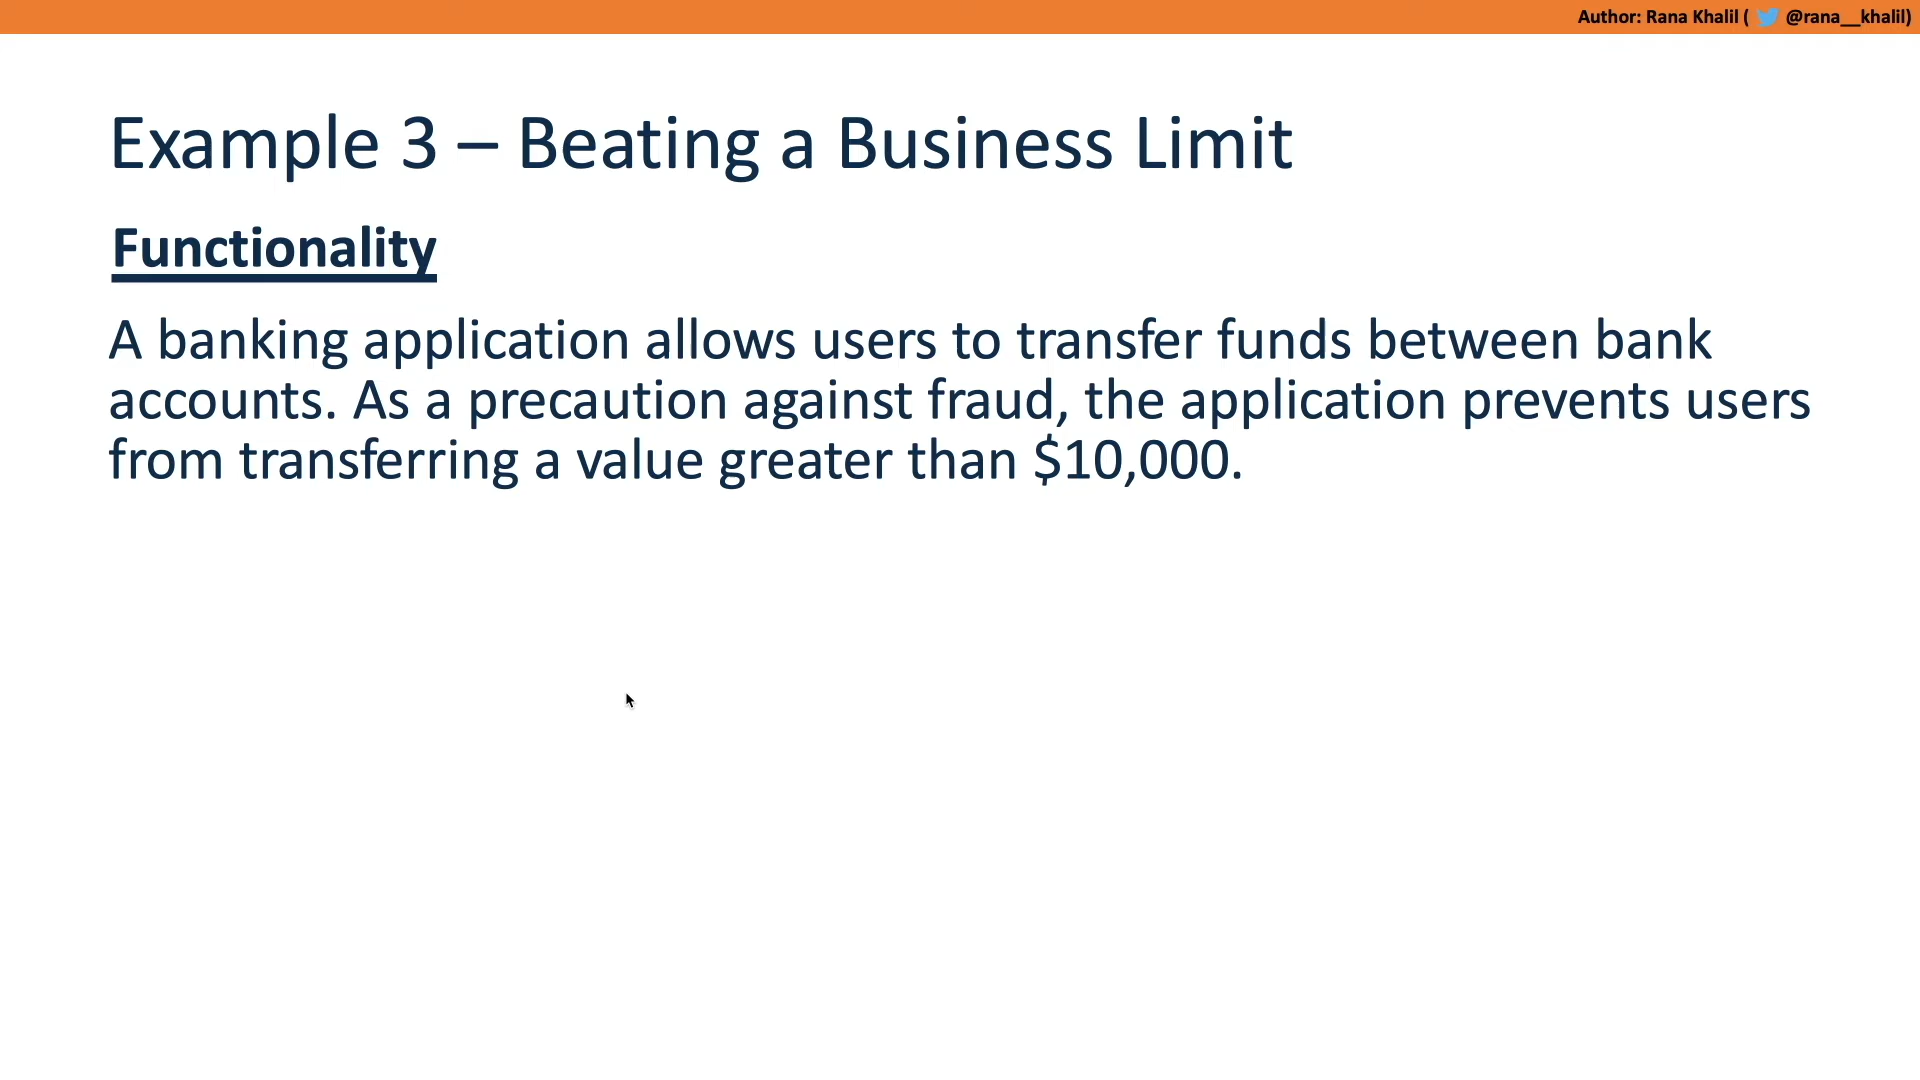 Author: Rana Khalil ( @rana__khalil)
Example 3 – Beating a Business Limit
Functionality
A banking application allows users to transfer funds between bank
accounts. As a precaution against fraud, the application prevents users
from transferring a value greater than $10,000.